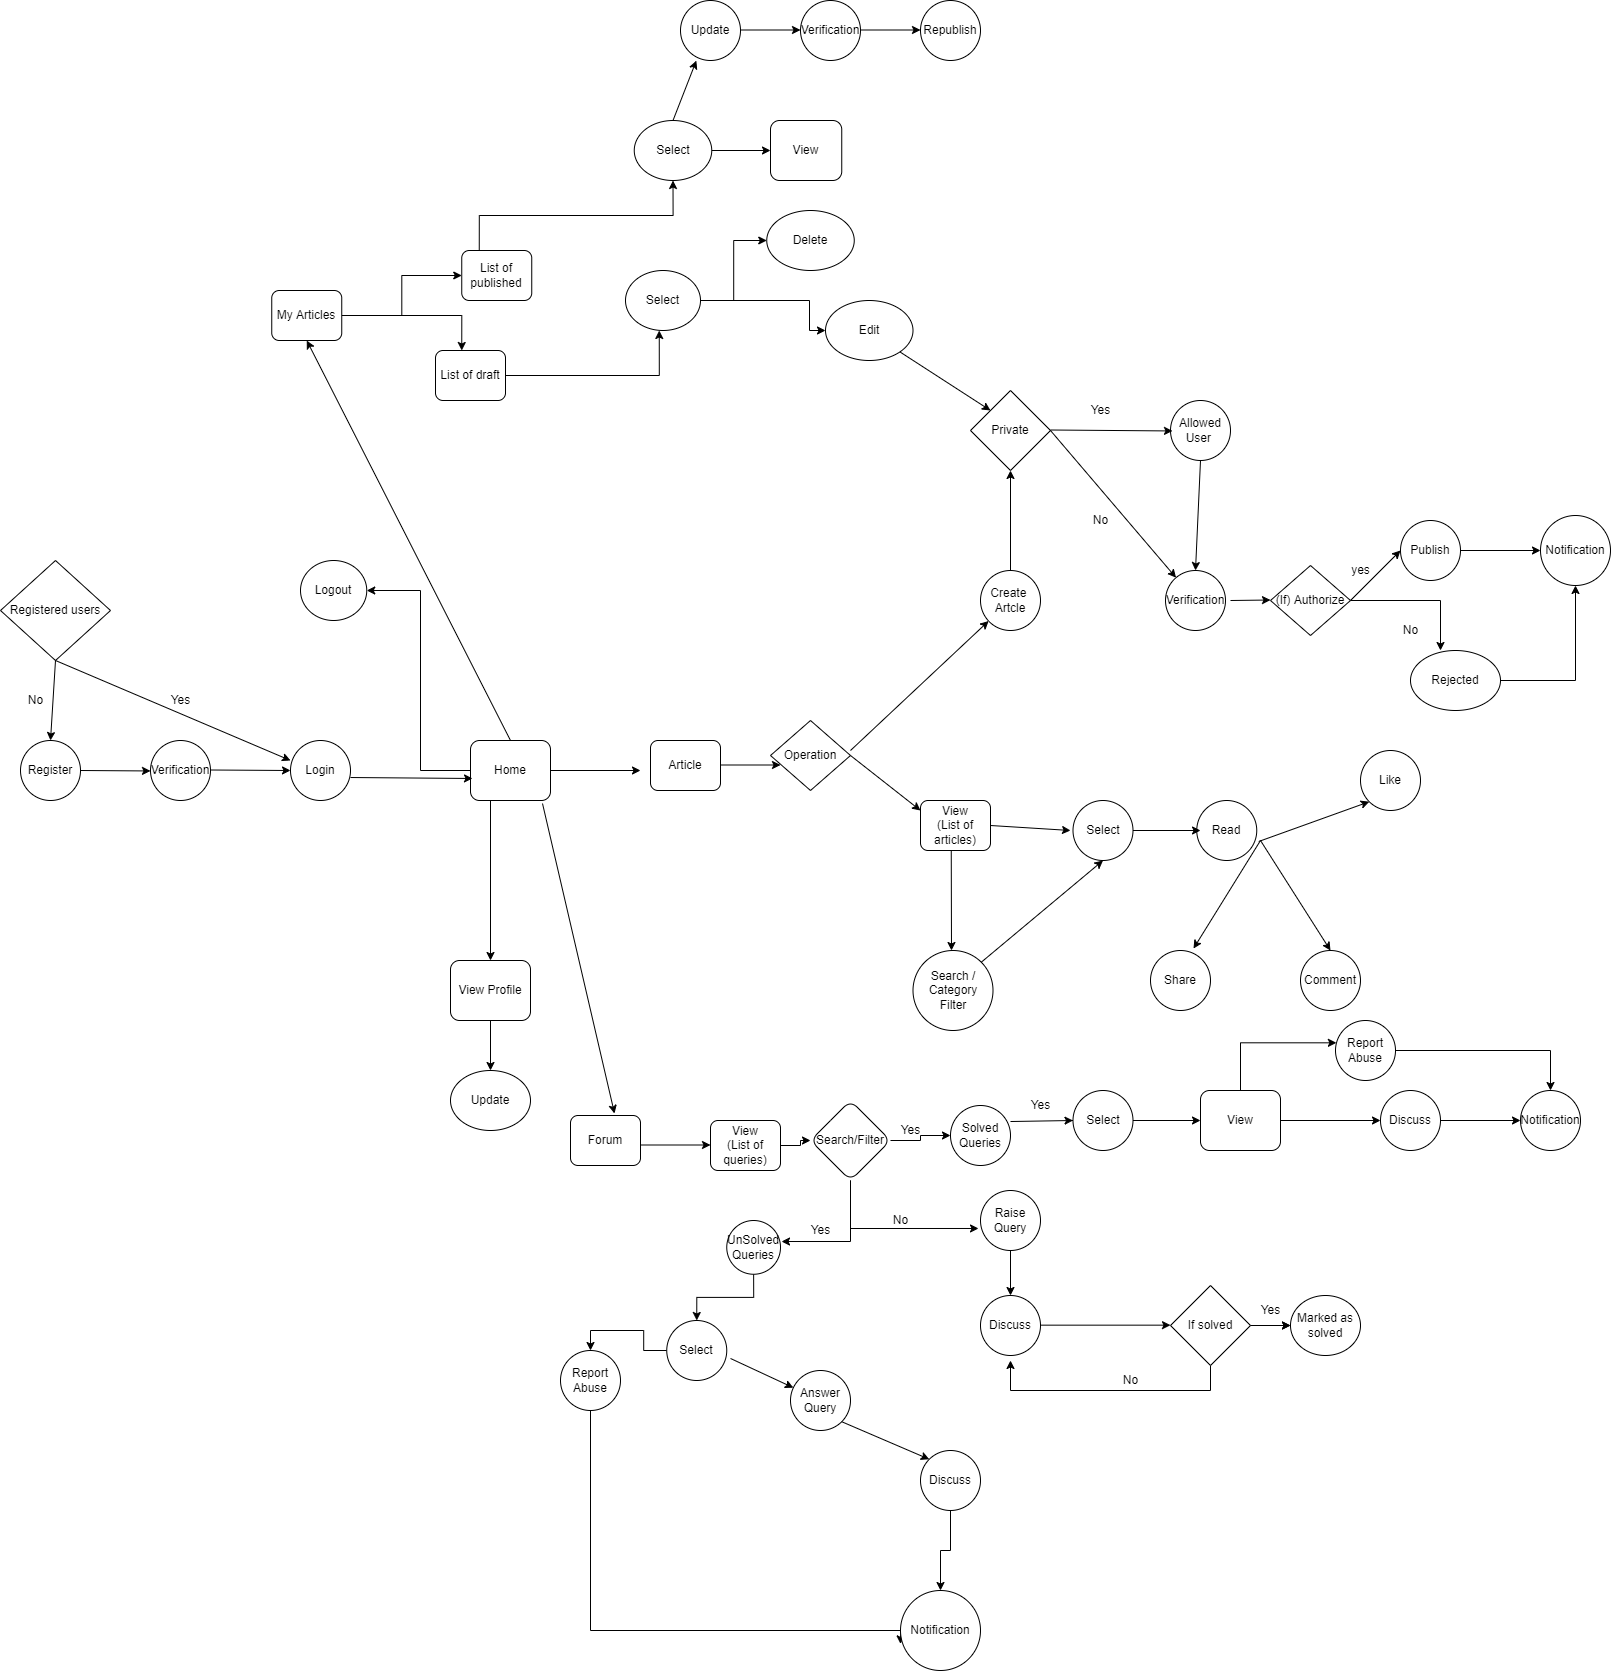 Update
Verification
Republish
Select
View
Delete
List of
published
Select
My Articles
Edit
List of draft
Yes
Private
Allowed
User
No
Publish
Notification
yes
Logout
Create
Artcle
Verification
(If) Authorize
Registered users
No
Rejected
No
Yes
Register
Verification
Login
Home
Article
Operation
Like
View
(List of
articles)
Select
Read
View Profile
Search /
Category
Filter
Share
Comment
Report
Abuse
Update
Yes
Forum
View
(List of
queries)
Search/Filter
Yes
Solved
Queries
Select
View
Discuss
Notification
Raise
Query
No
Yes
UnSolved
Queries
Discuss
If solved
Yes
Marked as
solved
Select
No
Report
Abuse
Answer
Query
Discuss
Notification